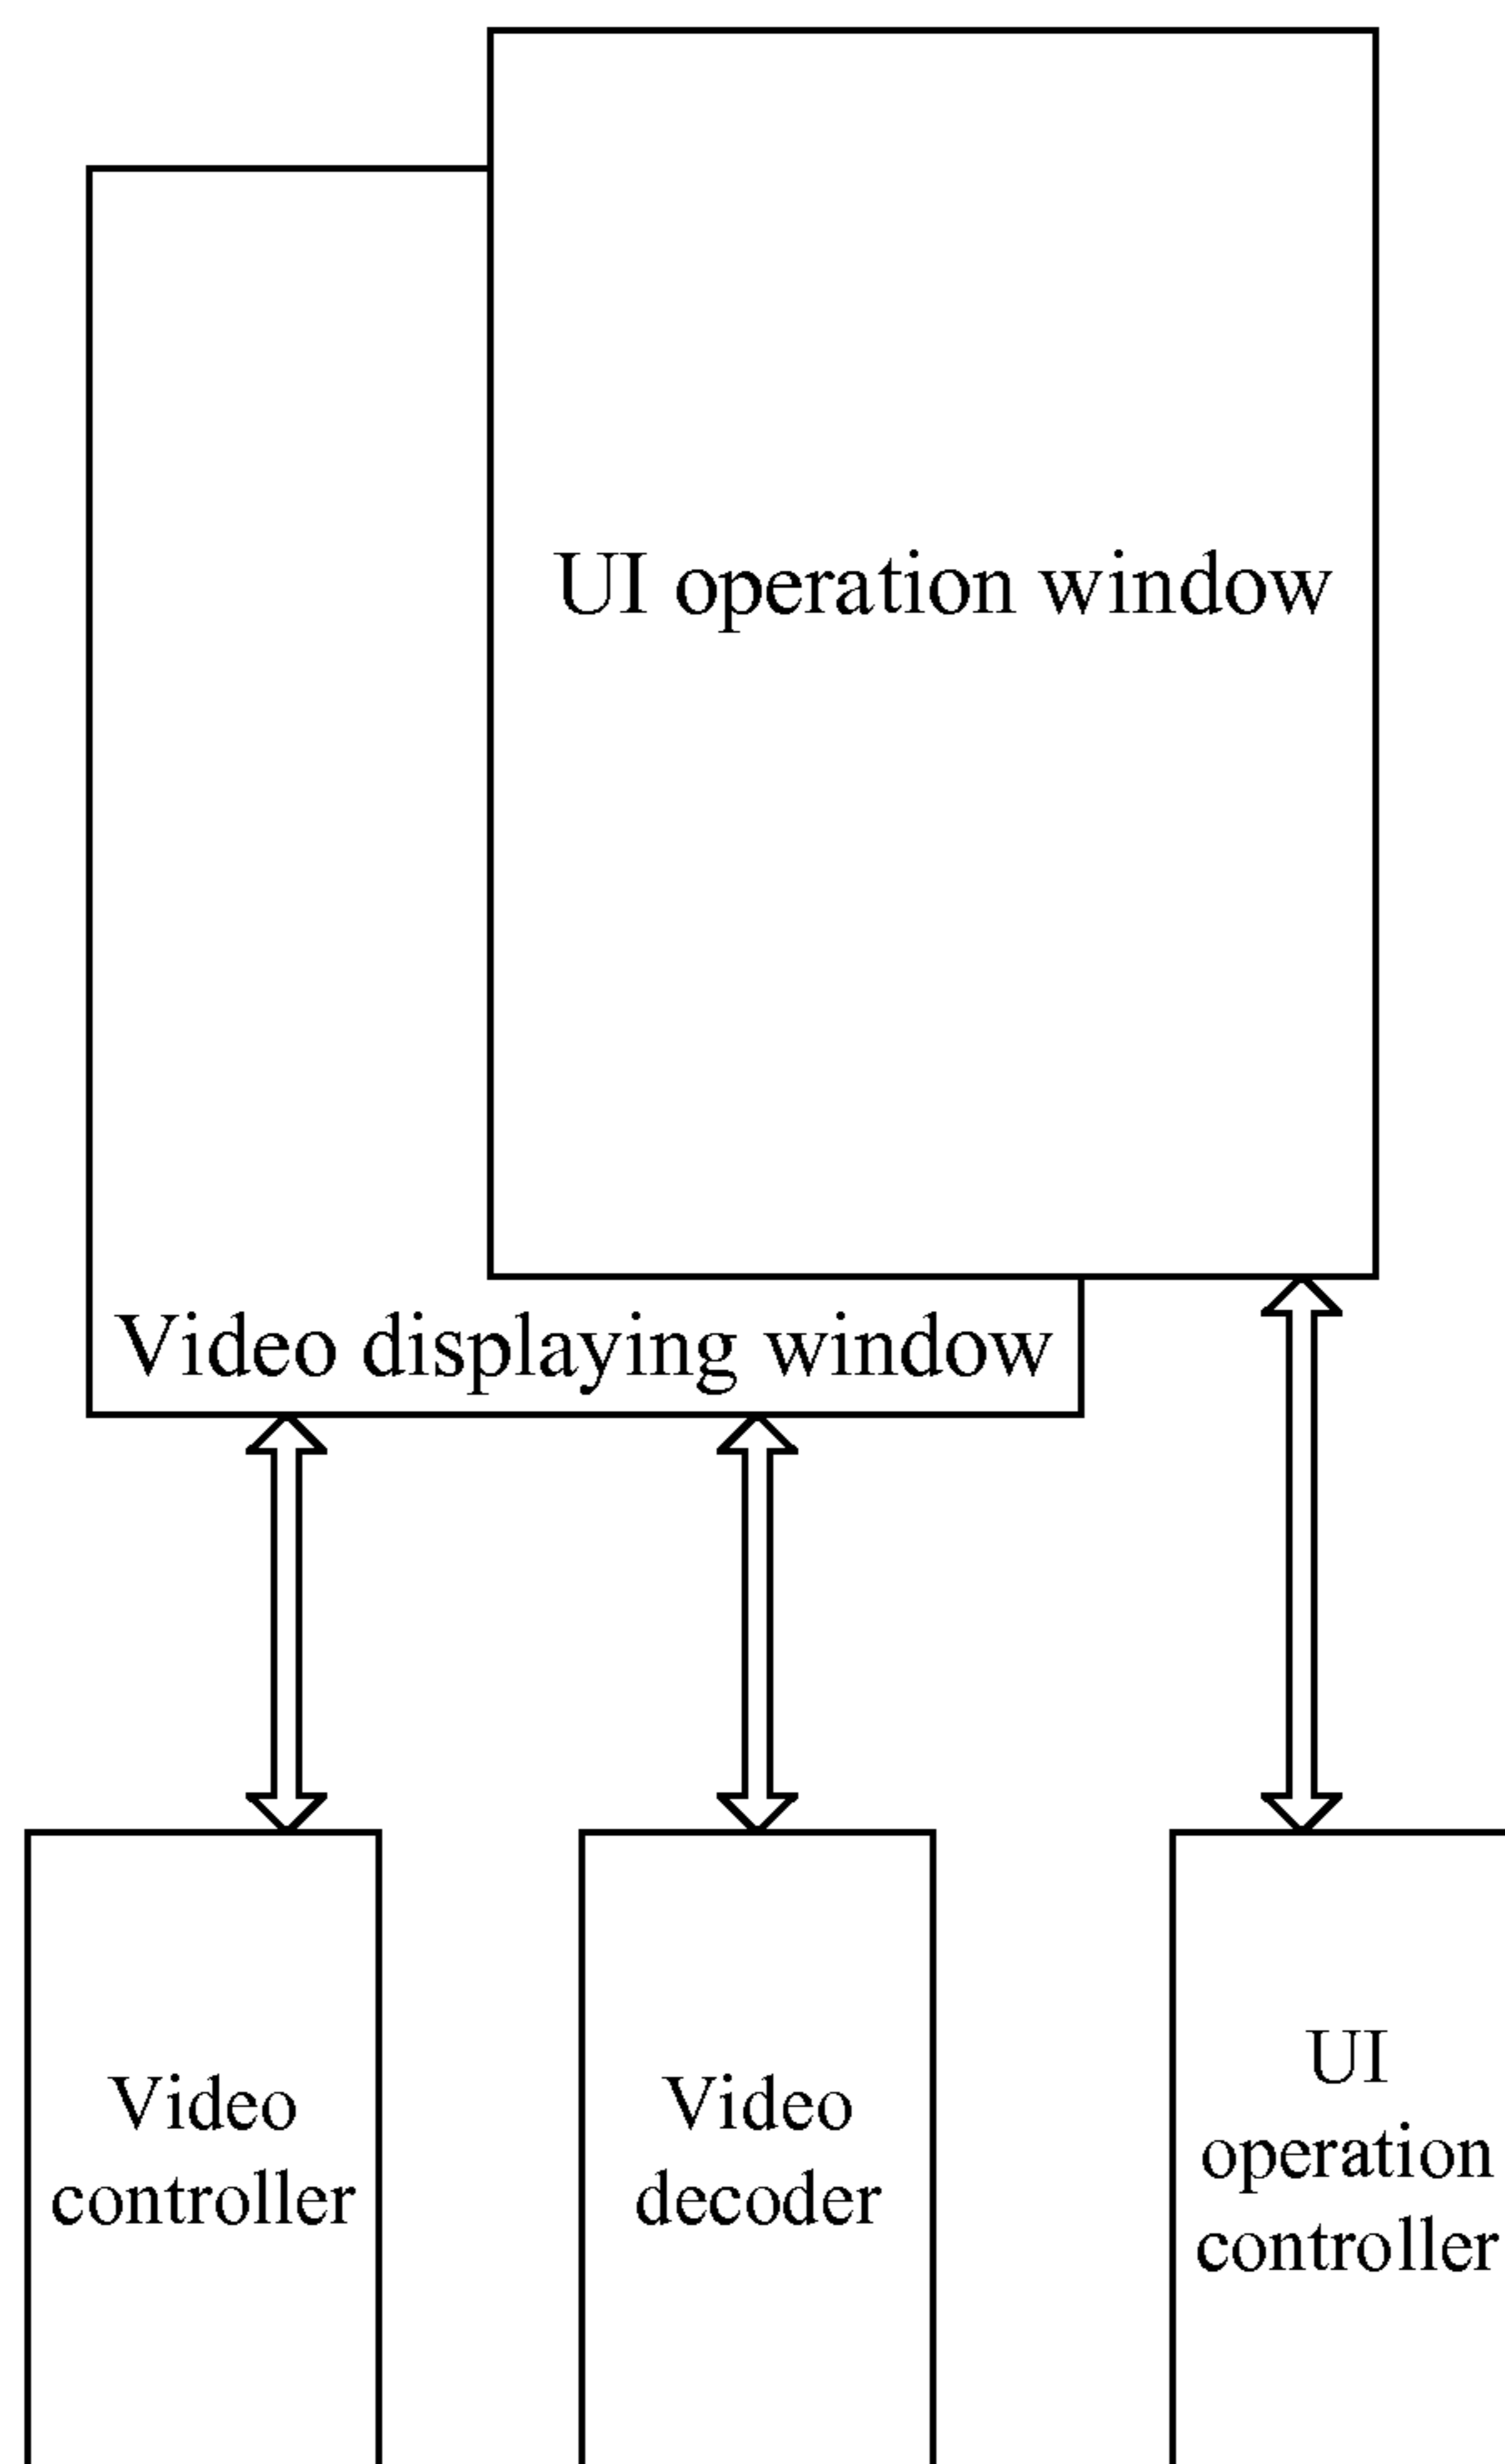 UI operation window
Video displaying window
Video
controller
Video
decoder
UI
operation
controller